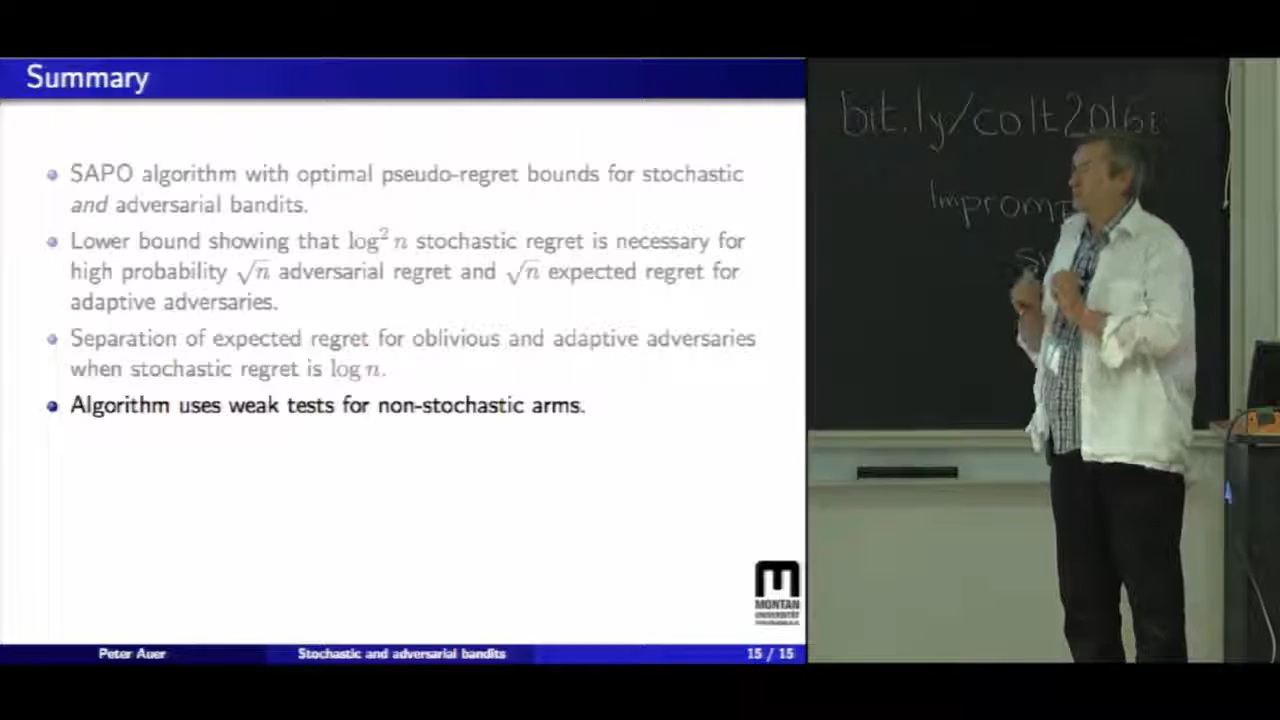 Summary
SAPO algorithm with optimal pseudo-regret bounds for stochastic
and adversarial bandits.
Lower bound showing that log² n stochastic regret is necessary for
high probability √n adversarial regret and √n expected regret for
adaptive adversaries.
Separation of expected regret for oblivious and adaptive adversaries
when stochastic regret is log n.
Algorithm uses weak tests for non-stochastic arms.
MONTAN
UNIVERSITÄT
Peter Auer
Stochastic and adversarial bandits
15 / 15
bit.ly/colt2016